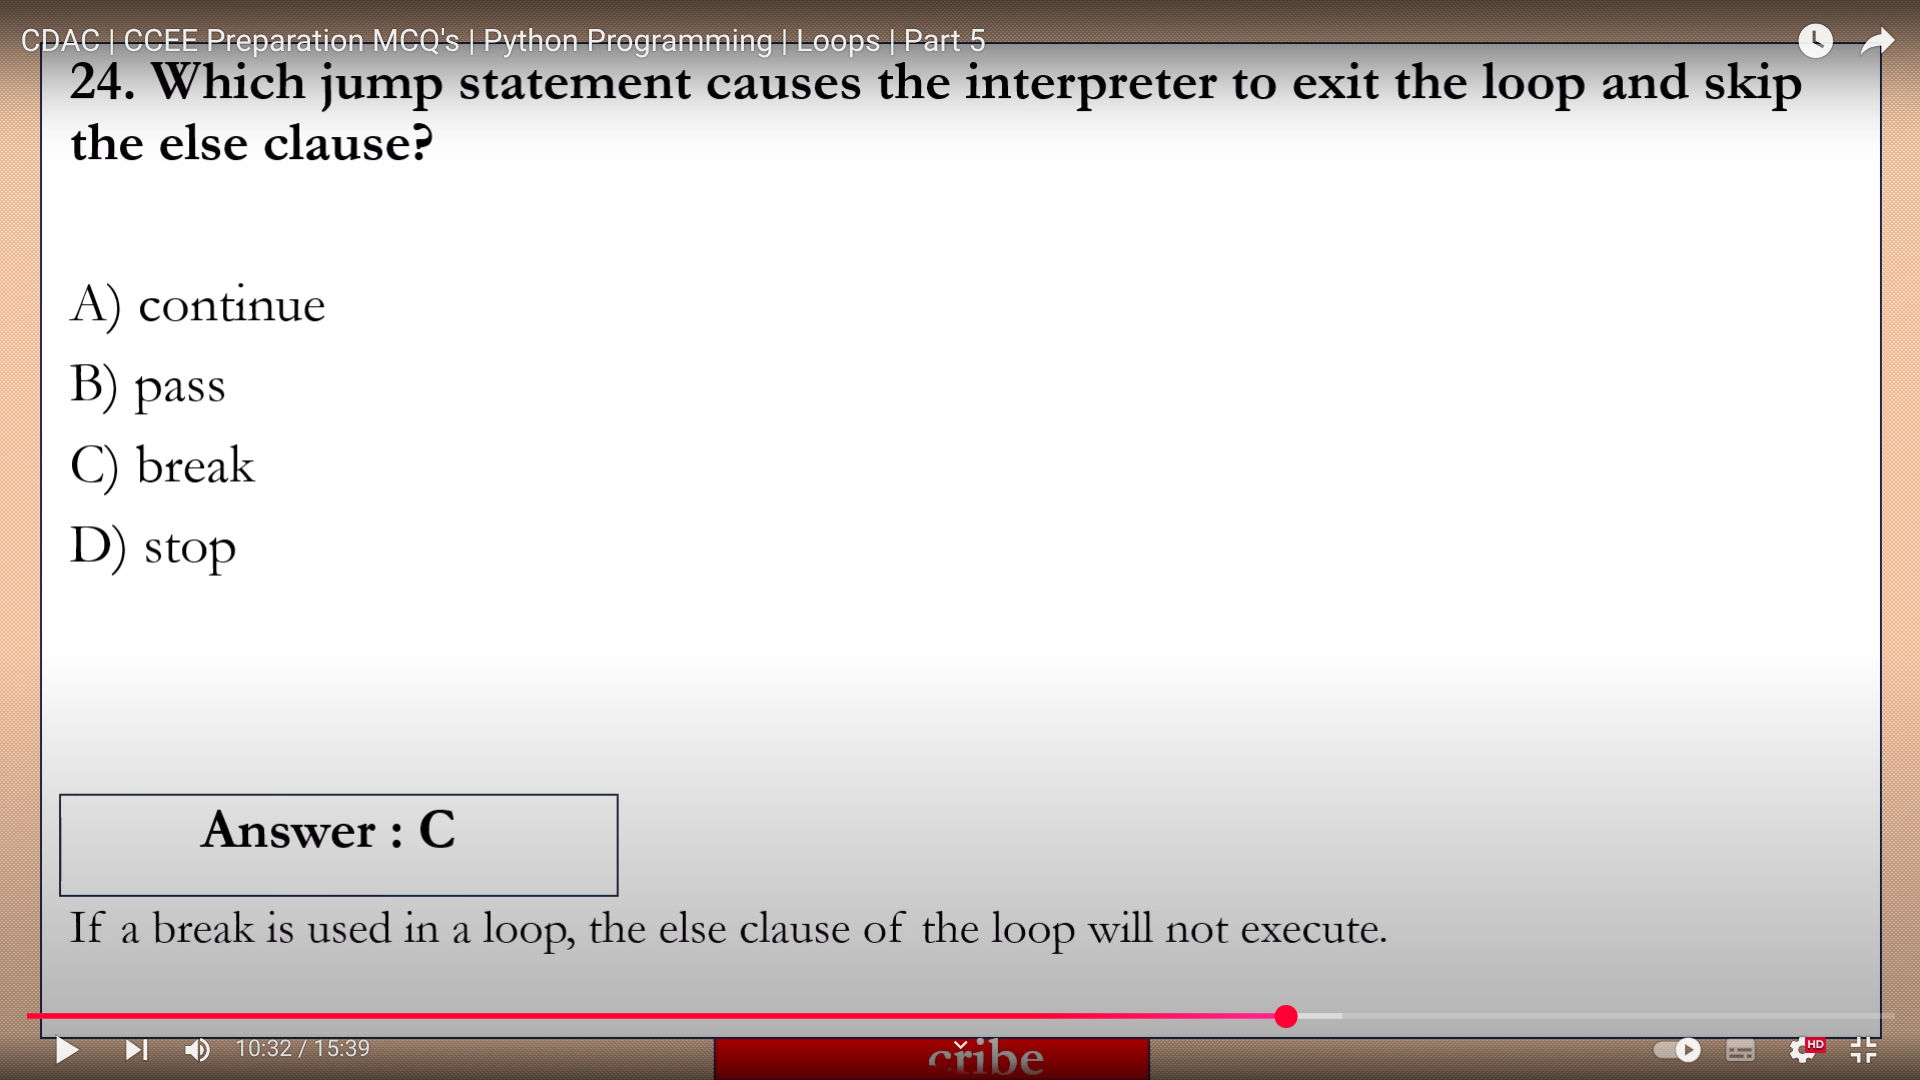 CDAC | CCEE Preparation MCQ's | Python Programming | Loops | Part 5
24. Which jump statement causes the interpreter to exit the loop and skip
the else clause?
A) continue
B) pass
C) break
D) stop
Answer : C
If a break is used in a loop, the else clause of the loop will not execute.
10:32 / 15:39
cribe
HD